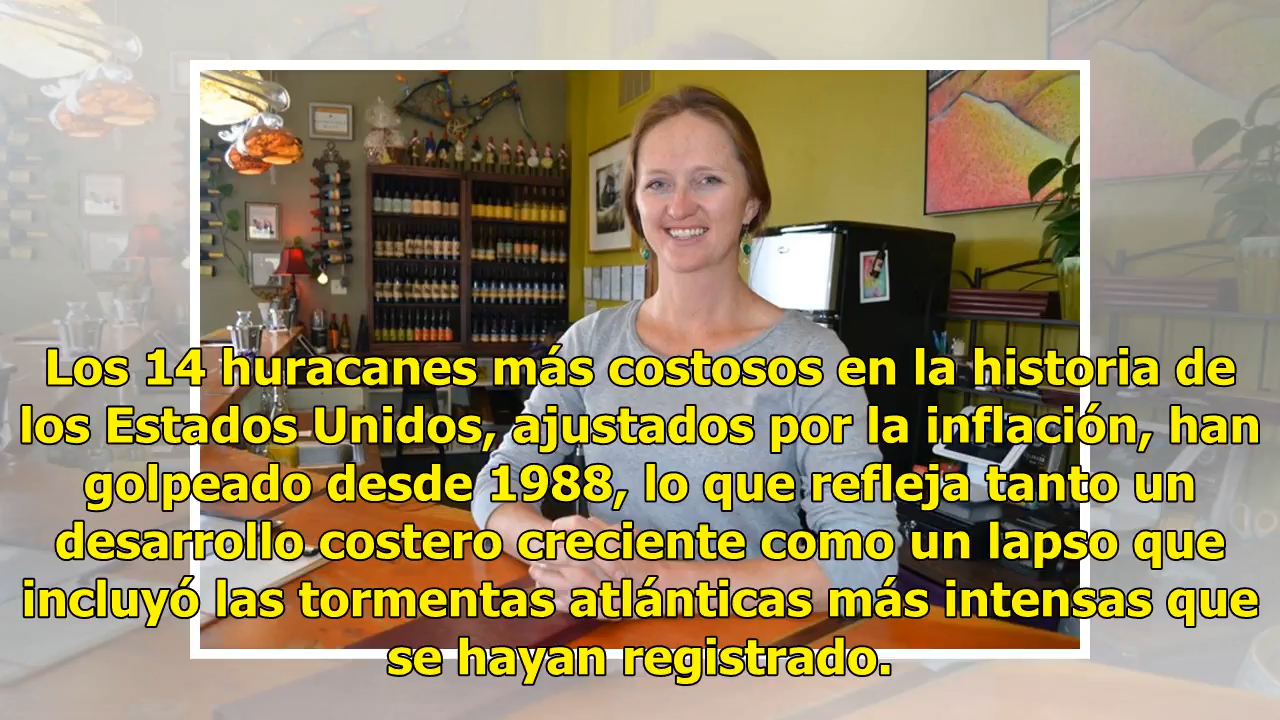 Los 14 huracanes más costosos en la historia de
los Estados Unidos, ajustados por la inflación, han
golpeado desde 1988, lo que refleja tanto un
desarrollo costero creciente como un lapso que
incluyó las tormentas atlánticas más intensas que
se hayan registrado.